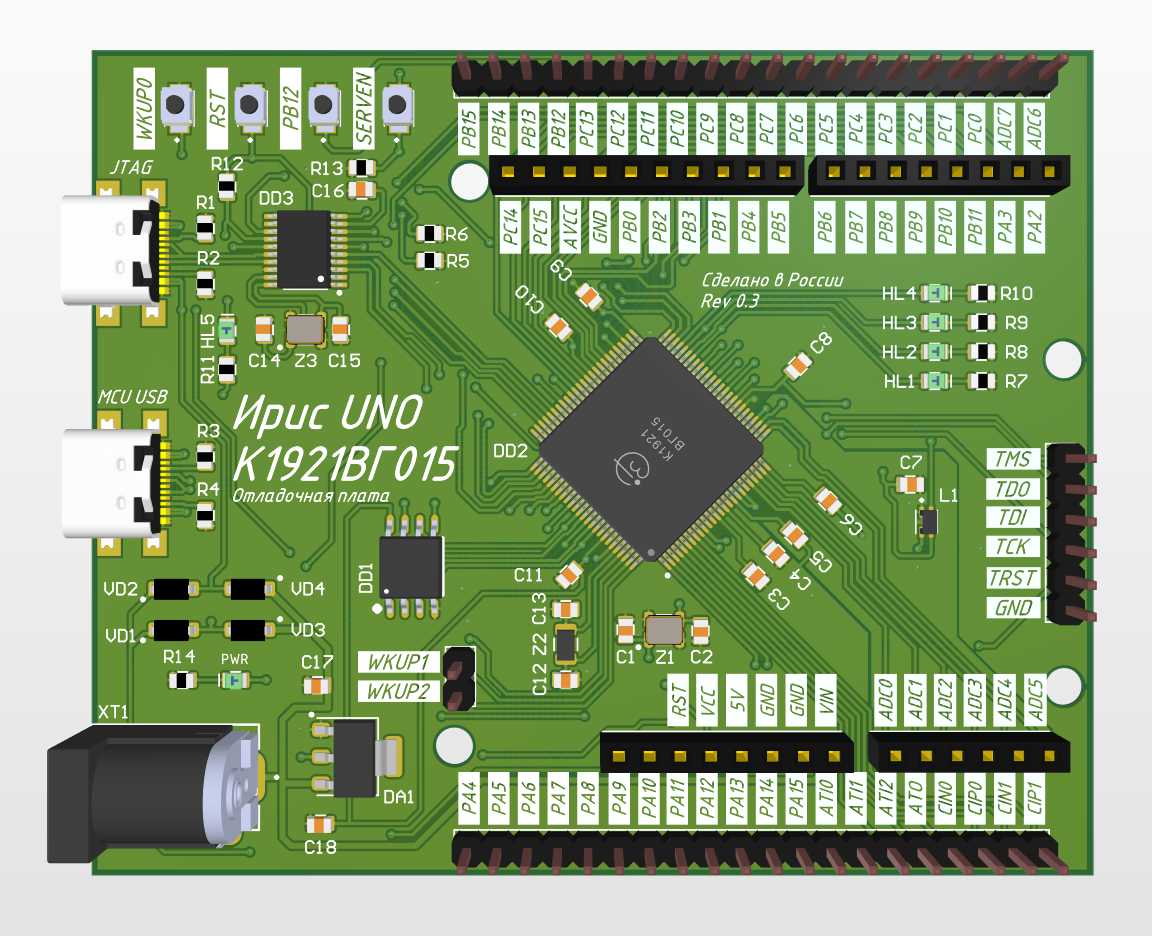 WKUP0 RST PB12 SERVEN
PB15 PB14 PB13 PB12 PC13 PC12 PC11 PC10 PC9 PC8 PC7 PC6 PC5 PC4 PC3 PC2 PC1 PC0 ADC7 ADC6
JTAG
R12 R13
C16
R1 DD3
PC14 PC15 AVCC GND PB0 PB2 PB3 PB1 PB4 PB5 PB6 PB7 PB8 PB9 PB10 PB11 PA3 PA2
R6
R2 R5
C9
C10
Сделано в России
Rev 0.3
HL4 R10
HL3 R9
HL2 R8
HL1 R7
HL5
R11
C14 Z3 C15
C8
MCU USB
Ирис UNO
К1921ВГ015
Отладочная плата
R3
R4
DD2
K1921
ВГ015
C7
L1
TMS
TDO
TDI
TCK
TRST
GND
C6
C5
C4
C3
DD1
C11
C13
Z2
C12
C1 Z1 C2
VD2 VD4
VD1 VD3
R14 PWR C17
WKUP1
WKUP2
XT1
RST VCC 5V GND GND VIN ADC0 ADC1 ADC2 ADC3 ADC4 ADC5
DA1
C18
PA4 PA5 PA6 PA7 PA8 PA9 PA10 PA11 PA12 PA13 PA14 PA15 ATI0 ATI1 ATI2 ATO CIN0 CIP0 CIN1 CIP1